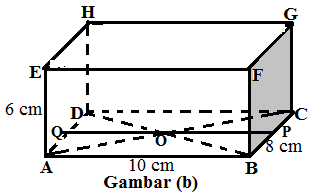 H G
E F
6 cm D C
Q O P
8 cm
A 10 cm B
Gambar (b)